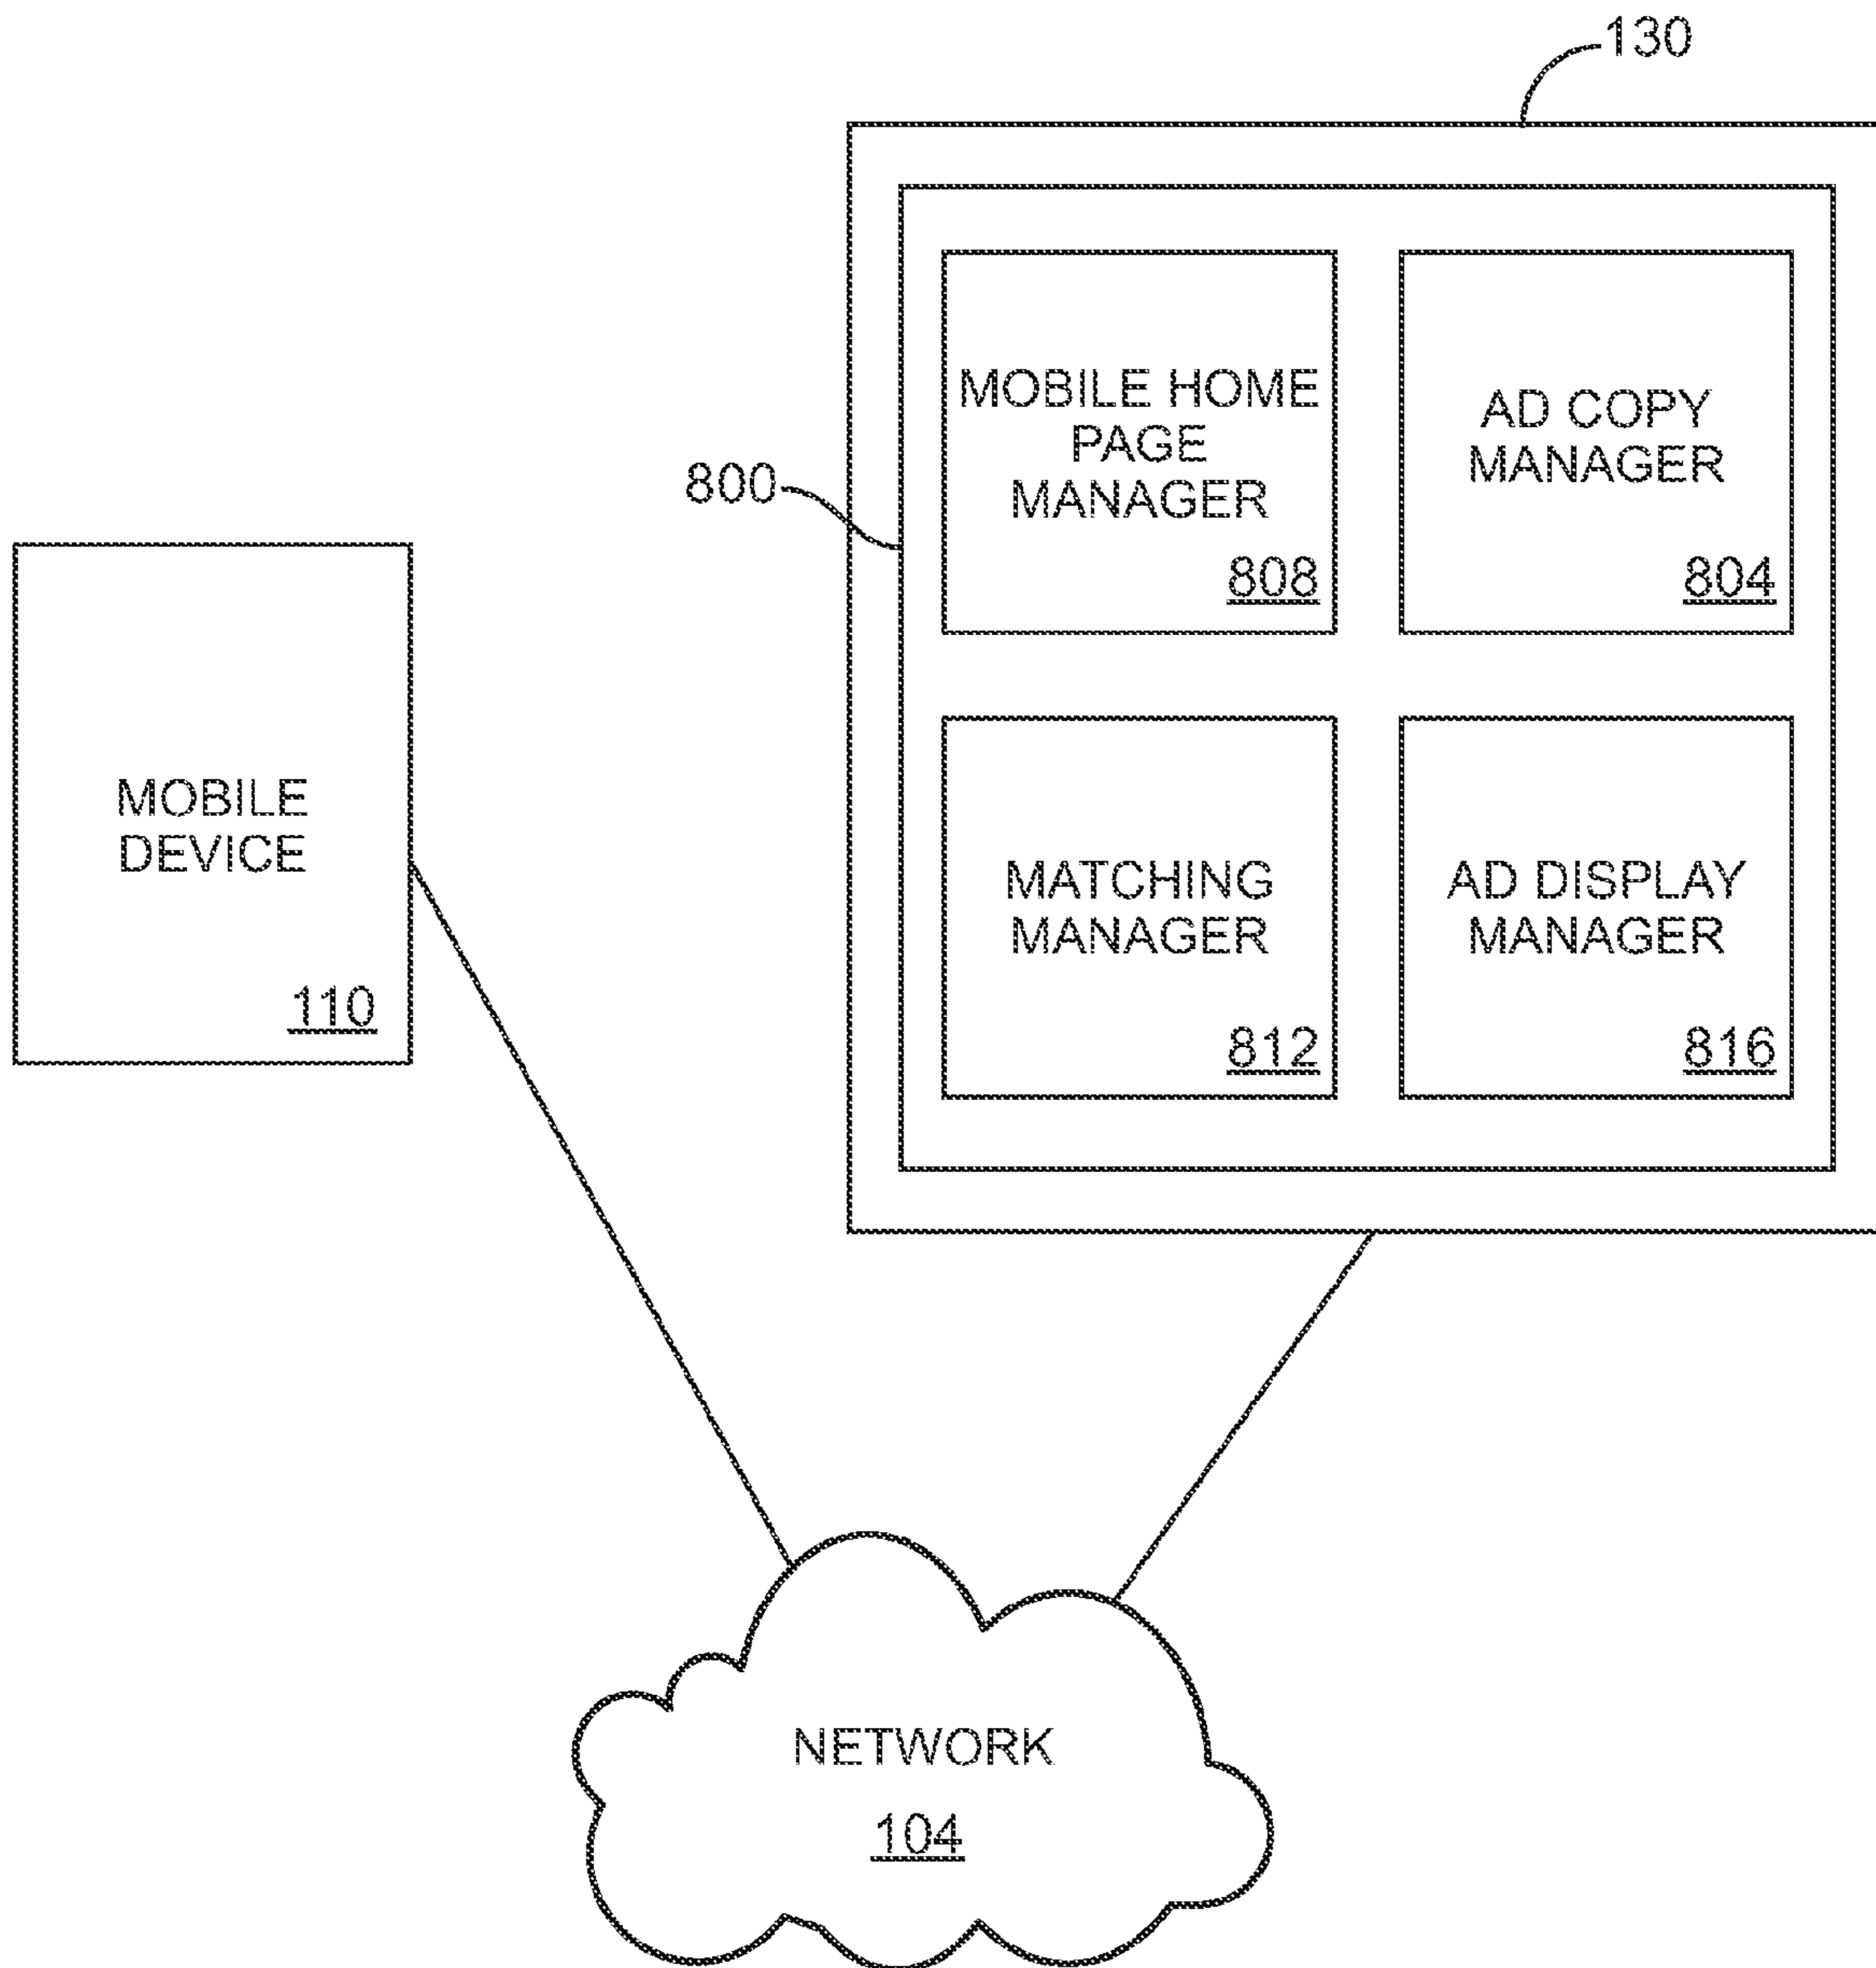 130
MOBILE HOME
PAGE
MANAGER
808
AD COPY
MANAGER
804
800
MOBILE
DEVICE
110
MATCHING
MANAGER
812
AD DISPLAY
MANAGER
816
NETWORK
104